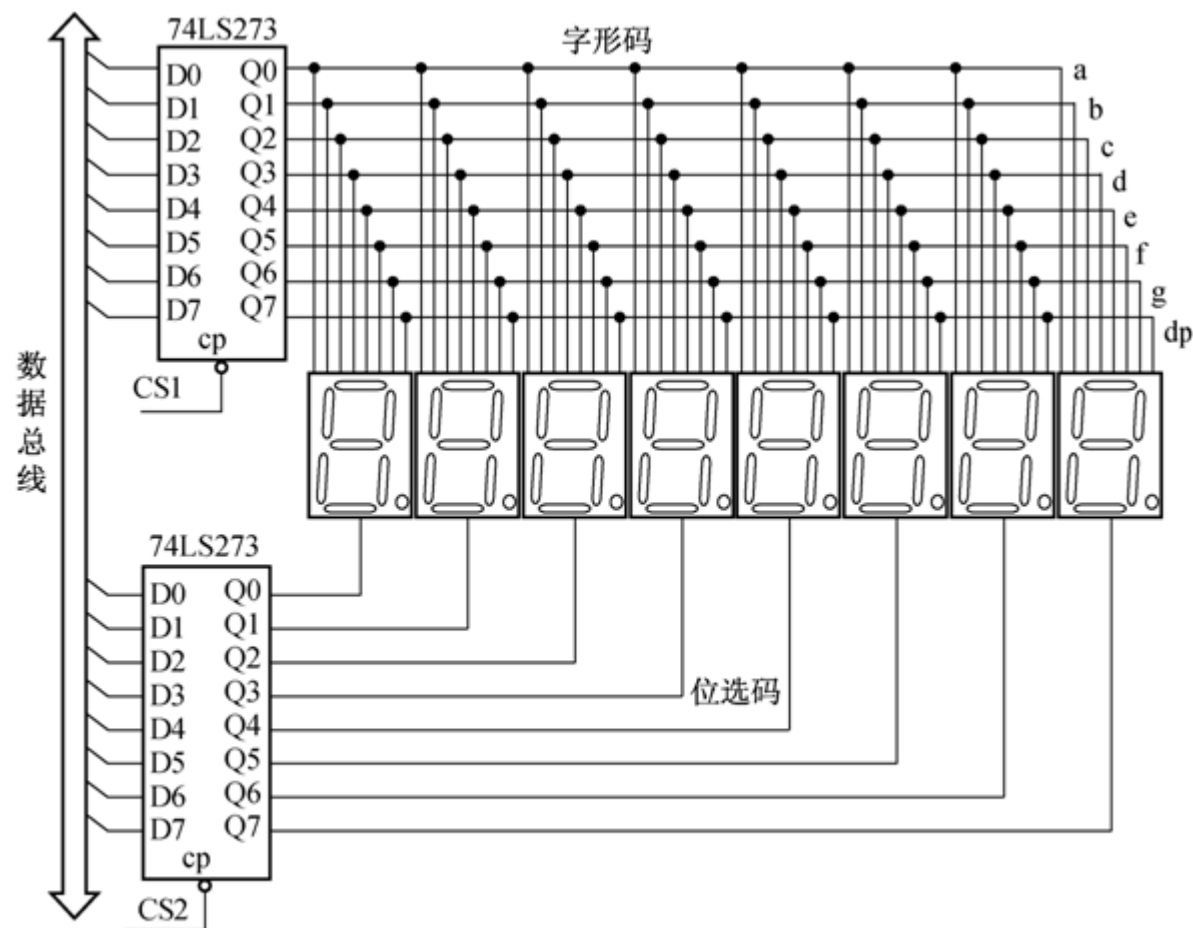 74LS273
字形码
D0 Q0 a
D1 Q1 b
D2 Q2 c
D3 Q3 d
D4 Q4 e
D5 Q5 f
D6 Q6 g
D7 Q7 dp
cp
CS1
数据总线
74LS273
D0 Q0
D1 Q1
D2 Q2
D3 Q3 位选码
D4 Q4
D5 Q5
D6 Q6
D7 Q7
cp
CS2